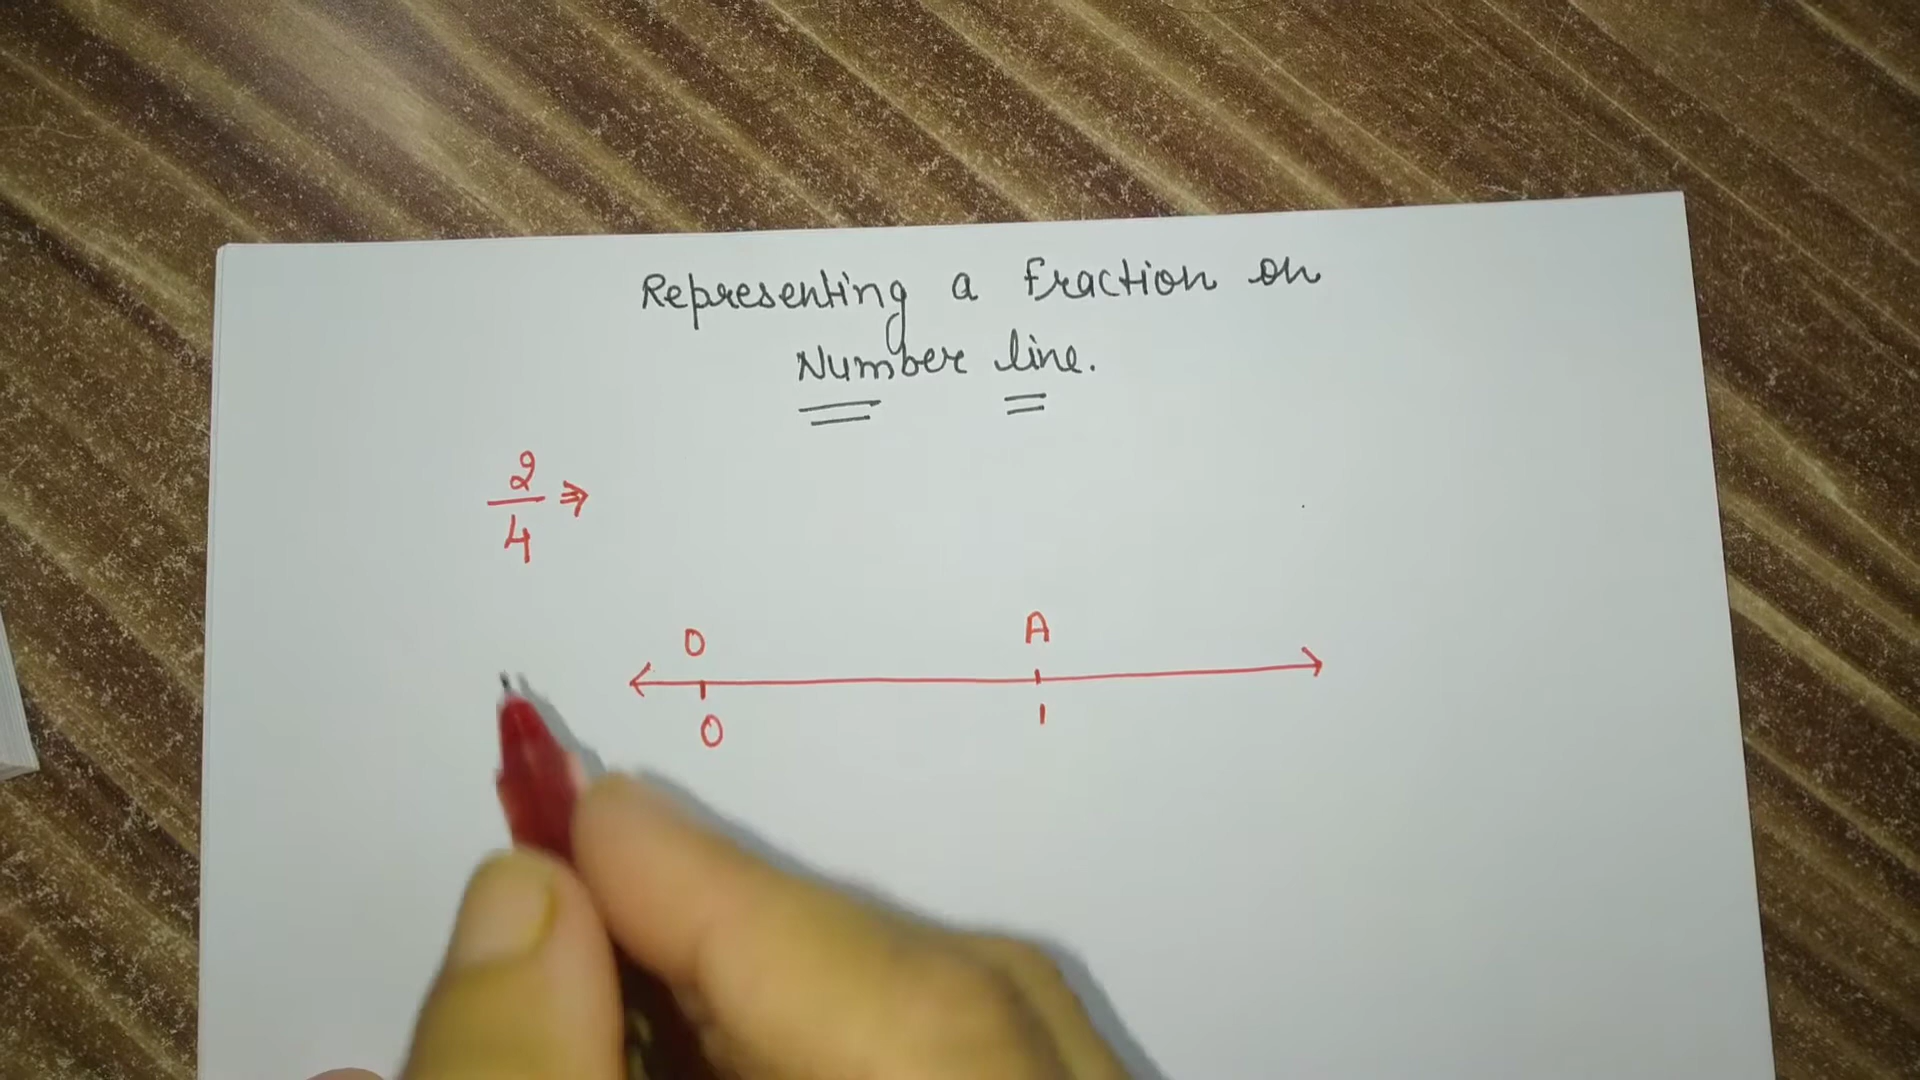 Representing a fraction on
Number line.
2/4 ⇒
O A
0 1